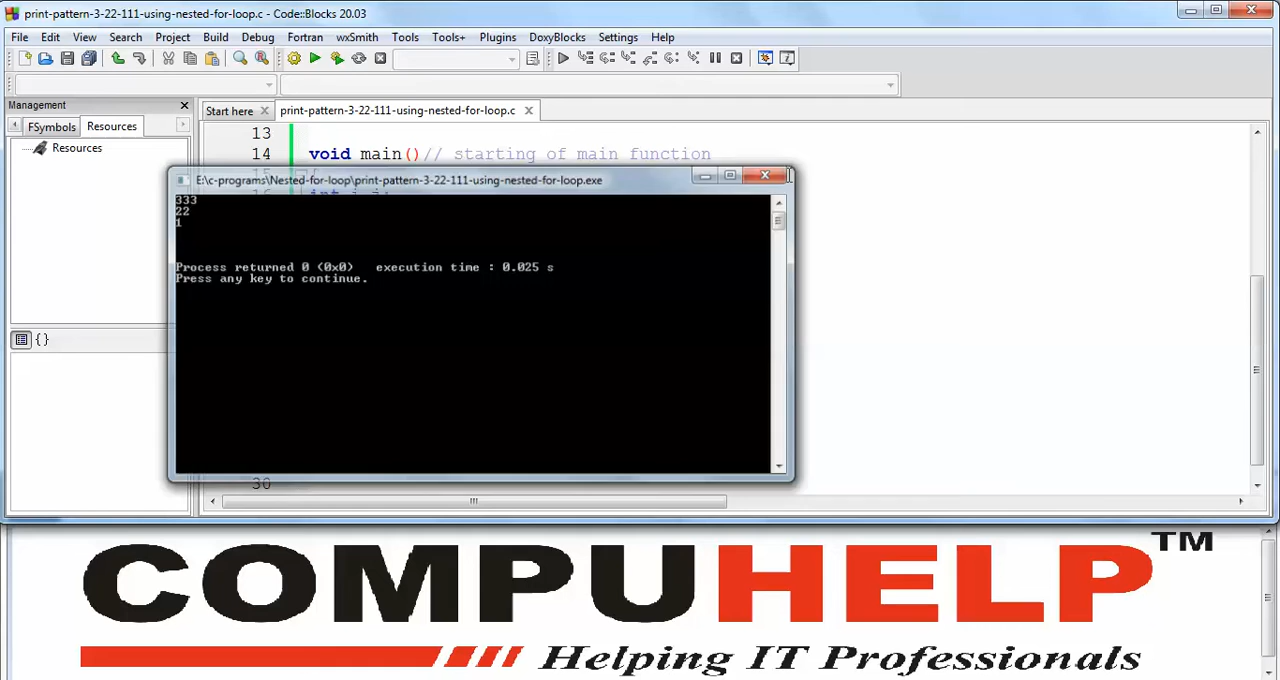 print-pattern-3-22-111-using-nested-for-loop.c - Code::Blocks 20.03
File Edit View Search Project Build Debug Fortran wxSmith Tools Tools+ Plugins DoxyBlocks Settings Help
Management
Start here
print-pattern-3-22-111-using-nested-for-loop.c
FSymbols
Resources
Resources
13
14 void main()// starting of main function
E:\c-programs\Nested-for-loop\print-pattern-3-22-111-using-nested-for-loop.exe
333
22
1
Process returned 0 (0x0) execution time : 0.025 s
Press any key to continue.
{}
30
COMPUHELP TM
Helping IT Professionals